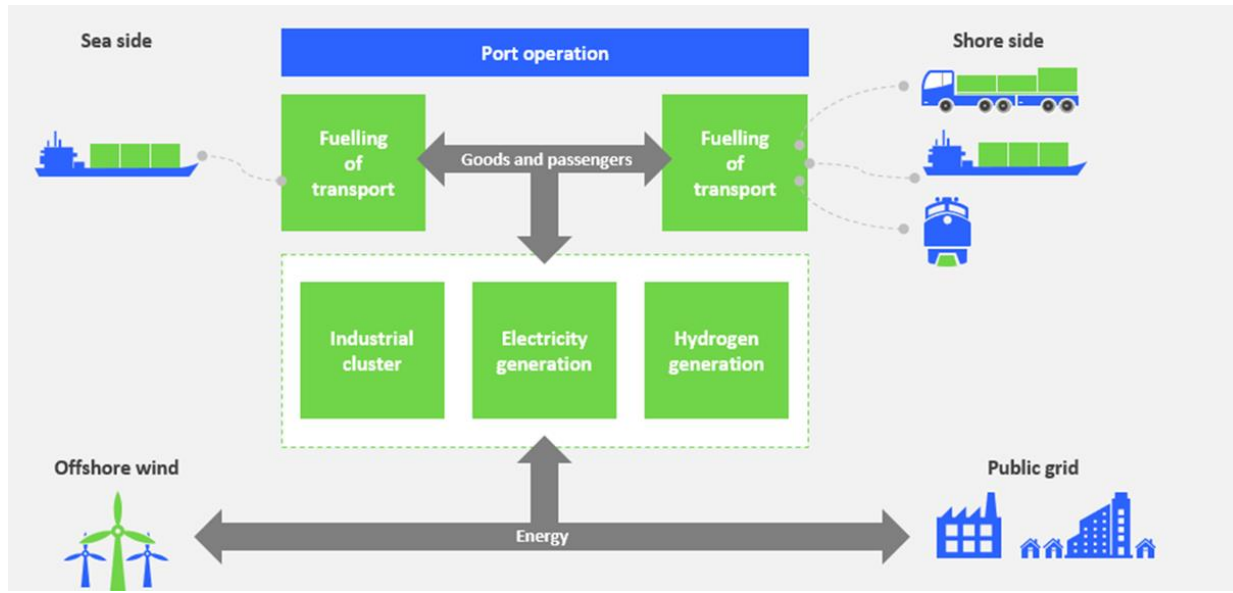 Sea side
Port operation
Shore side
Fuelling
of
transport
Goods and passengers
Fuelling
of
transport
Industrial
cluster
Electricity
generation
Hydrogen
generation
Offshore wind
Public grid
Energy